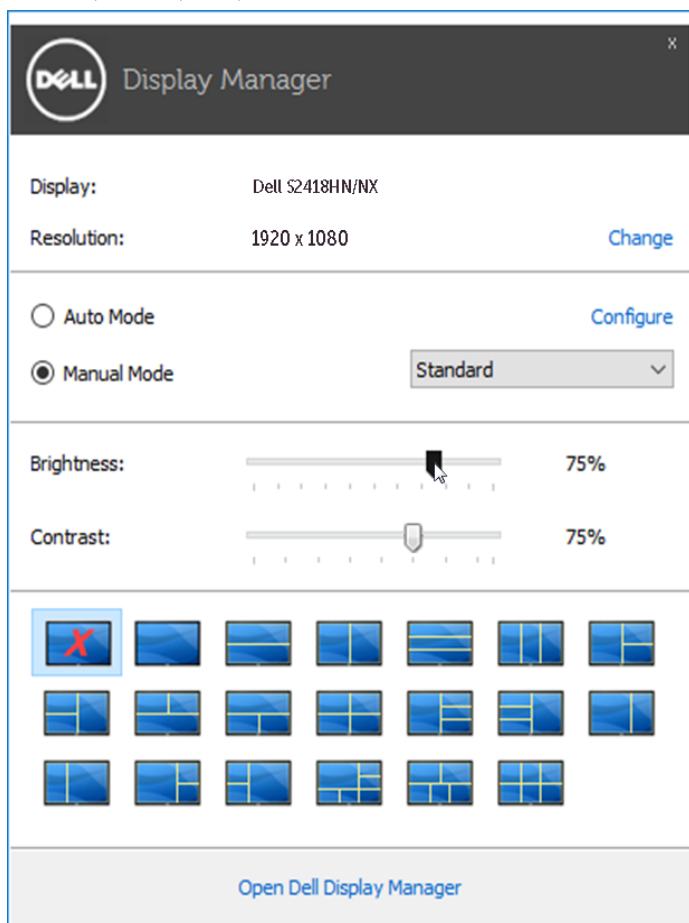 DELL Display Manager x
Display: Dell S2418HN/NX
Resolution: 1920 x 1080 Change
Auto Mode Configure
Manual Mode Standard
Brightness: 75%
Contrast: 75%
Open Dell Display Manager